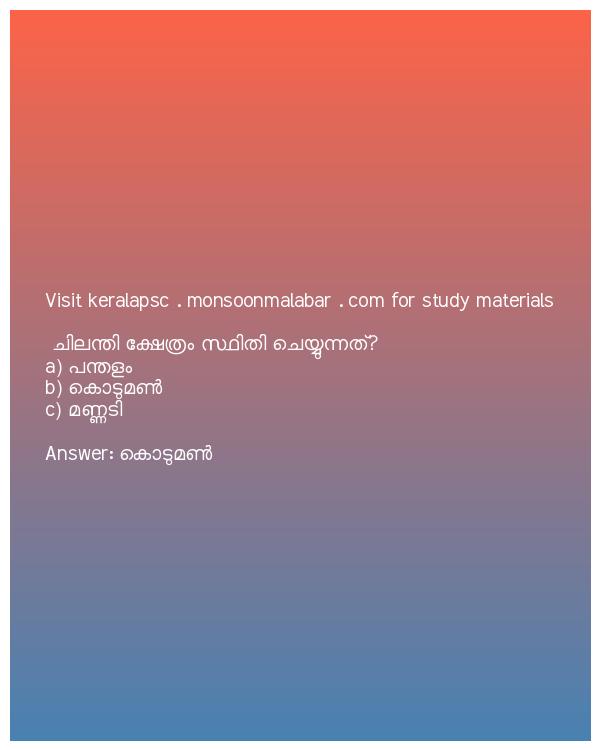 Visit keralapsc . monsoonmalabar . com for study materials
ചിലന്തി ക്ഷേത്രം സ്ഥിതി ചെയ്യുന്നത്?
a) പന്തളം
b) കൊടുമൺ
c) മണ്ണടി
Answer: കൊടുമൺ